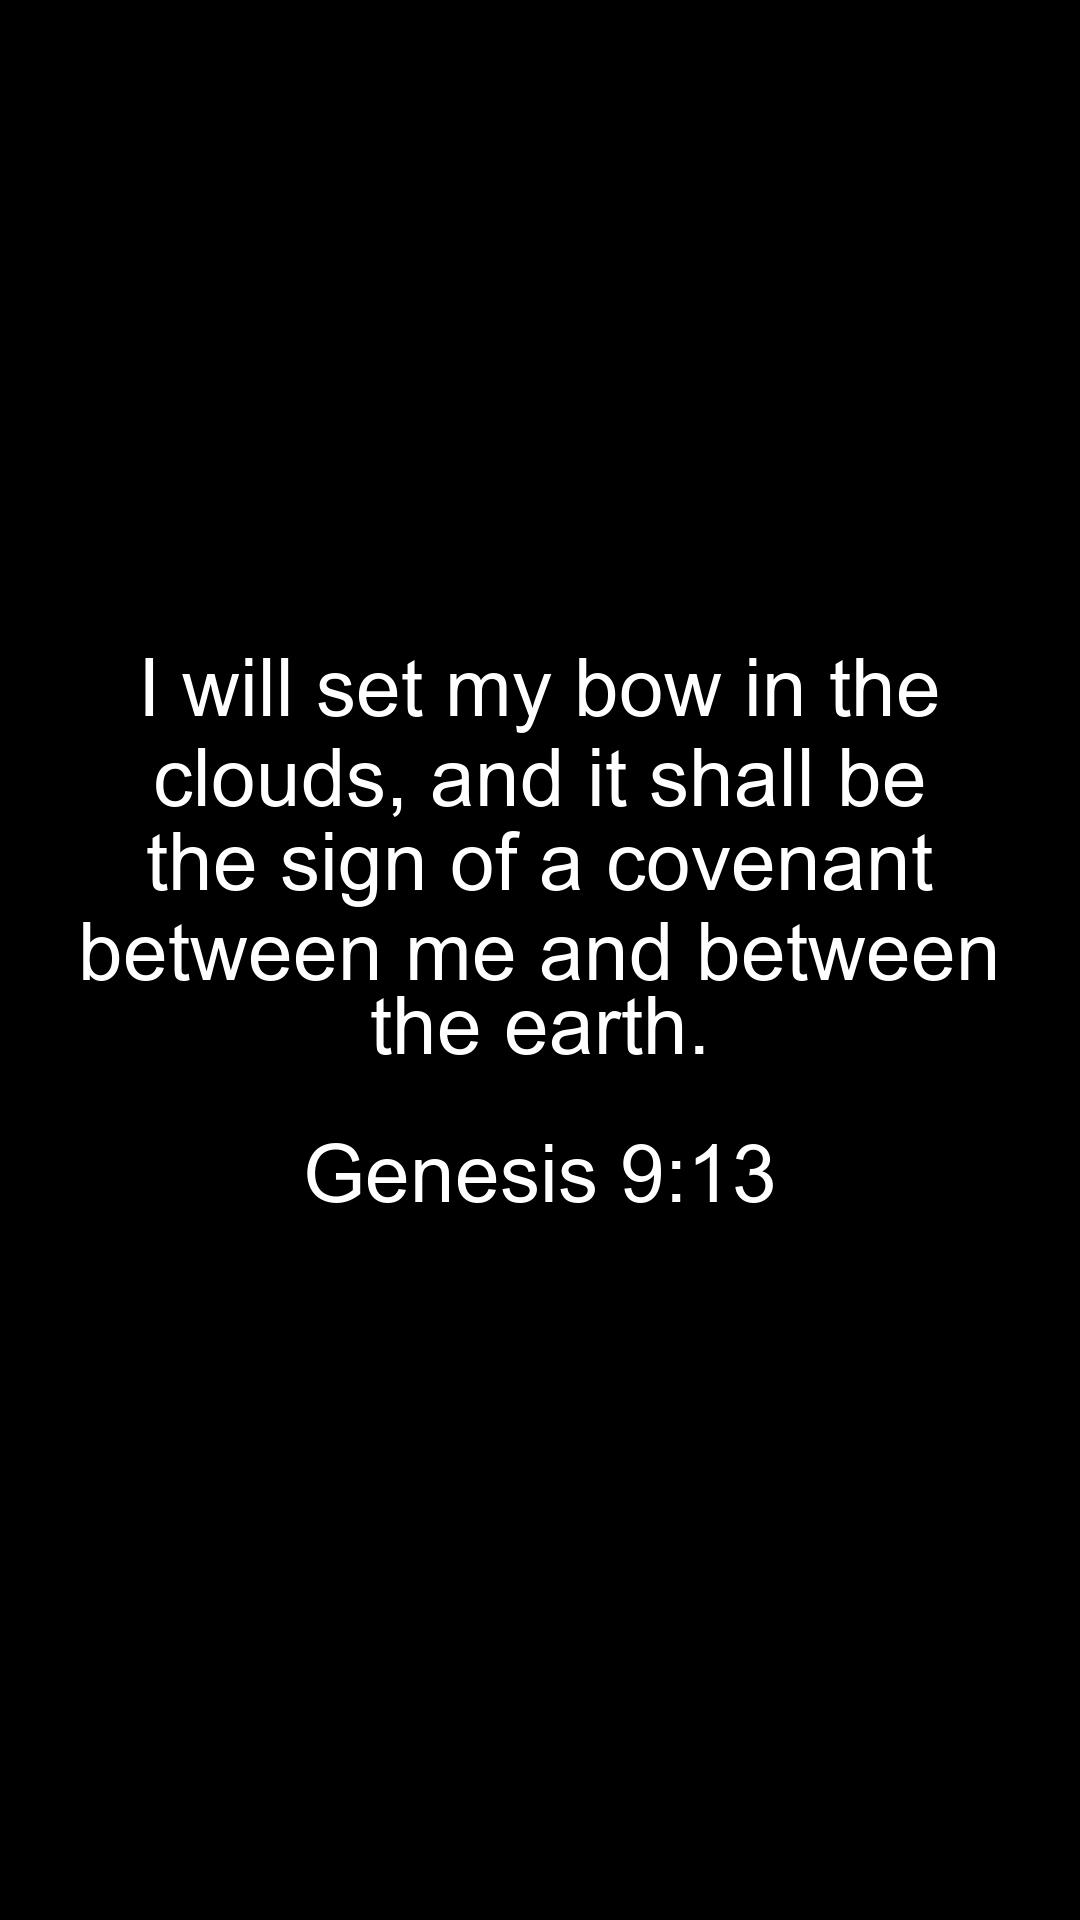 I will set my bow in the
clouds, and it shall be
the sign of a covenant
between me and between
the earth.
Genesis 9:13